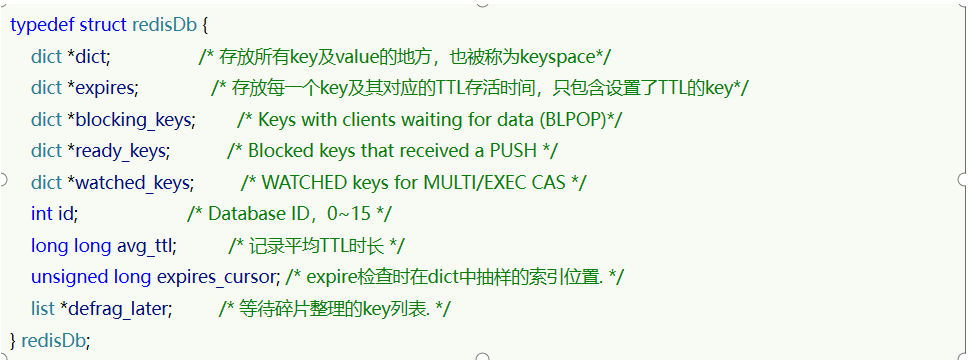 typedef struct redisDb {
dict *dict; /* 存放所有key及value的地方，也被称为keyspace*/
dict *expires; /* 存放每一个key及其对应的TTL存活时间，只包含设置了TTL的key*/
dict *blocking_keys; /* Keys with clients waiting for data (BLPOP)*/
dict *ready_keys; /* Blocked keys that received a PUSH */
dict *watched_keys; /* WATCHED keys for MULTI/EXEC CAS */
int id; /* Database ID，0~15 */
long long avg_ttl; /* 记录平均TTL时长 */
unsigned long expires_cursor; /* expire检查时在dict中抽样的索引位置. */
list *defrag_later; /* 等待碎片整理的key列表. */
} redisDb;